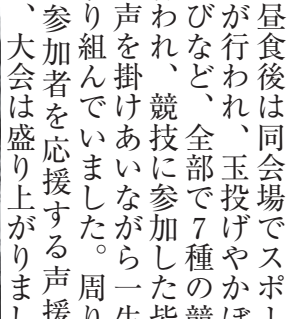 昼食後は同会場でスポー
が行われ、玉投げやかぼ
びなど、全部で7種の競
われ、競技に参加した皆
声を掛けあいながら一生
り組んでいました。周り
参加者を応援する声援
、大会は盛り上がりまし